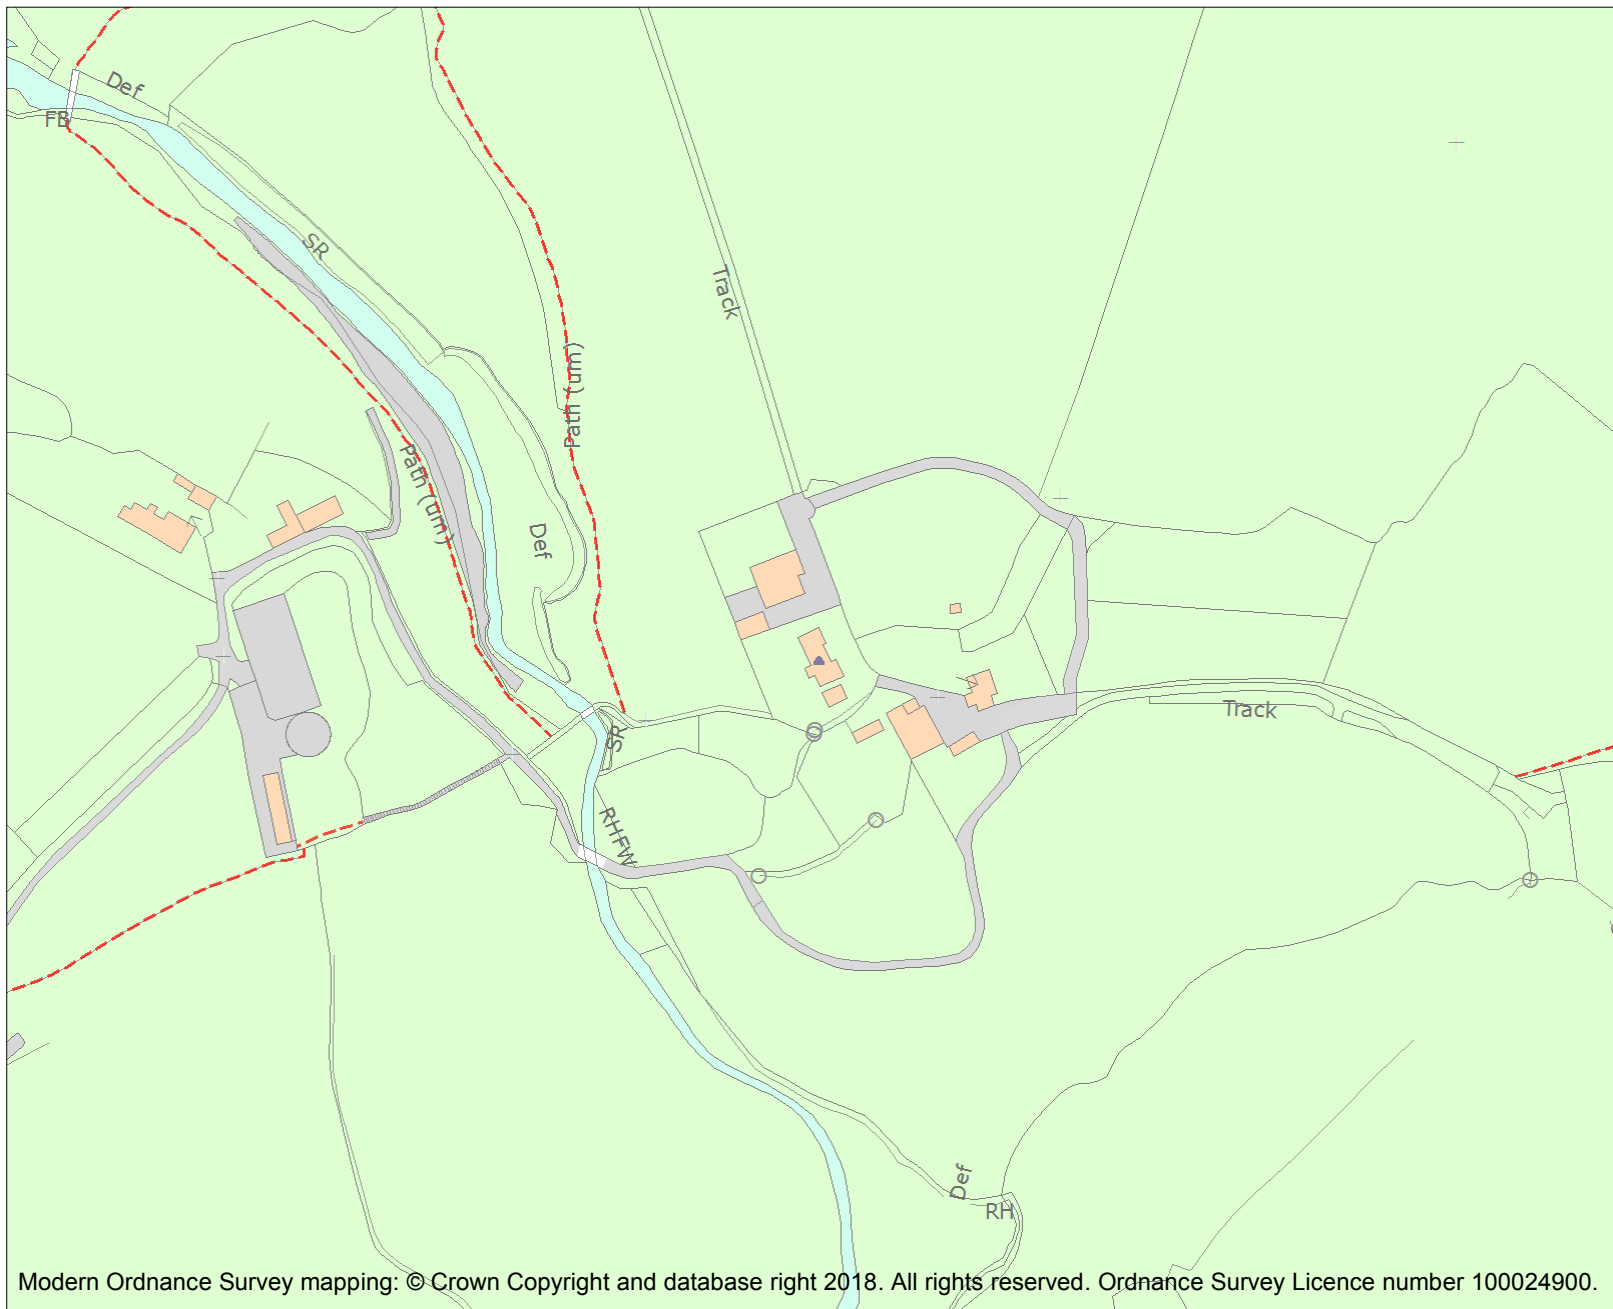 Def
FB
SR
Track
Path (um)
Path (um)
Def
Track
SR
RHFW
Def
RH
Modern Ordnance Survey mapping: © Crown Copyright and database right 2018. All rights reserved. Ordnance Survey Licence number 100024900.